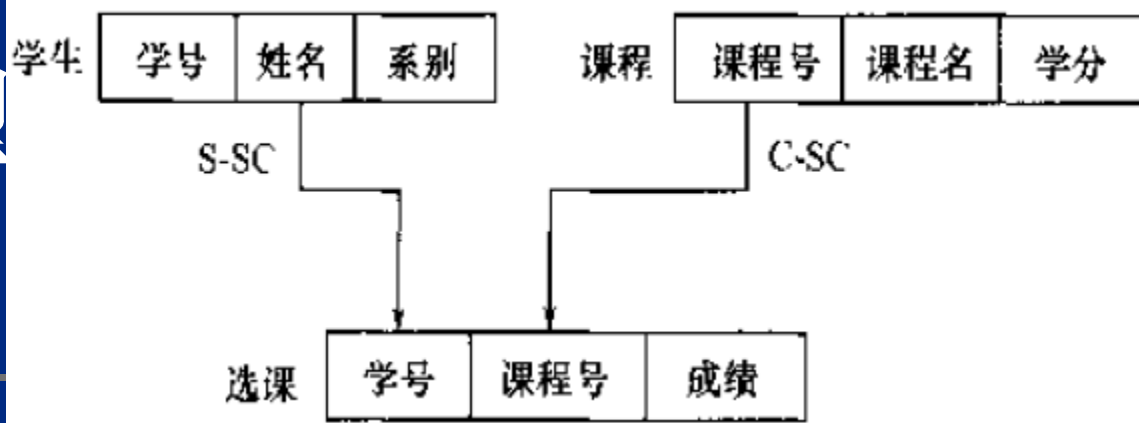 学生 学号 姓名 系别 课程 课程号 课程名 学分
S-SC C-SC
选课 学号 课程号 成绩